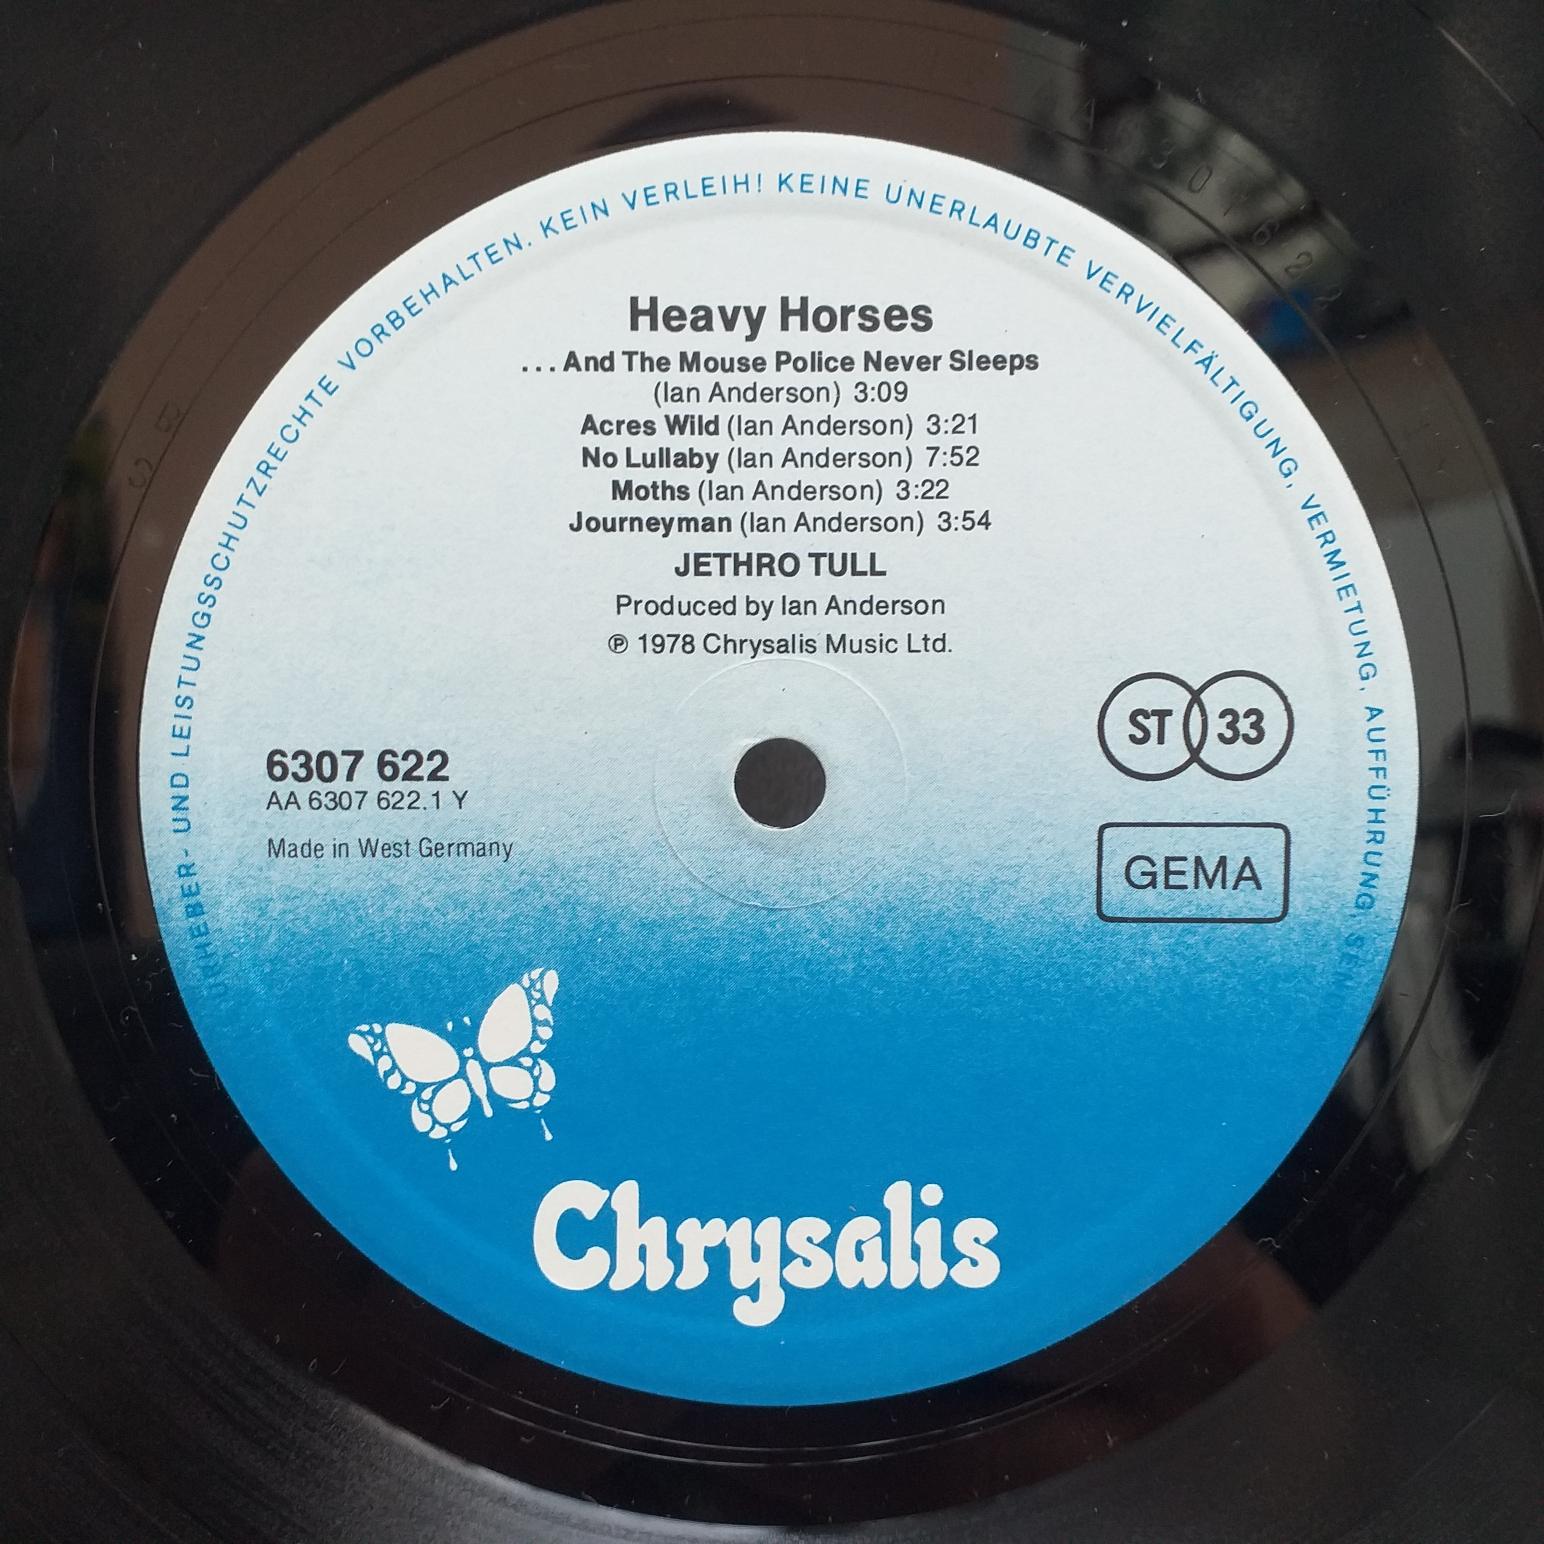 URHEBER- UND LEISTUNGSSCHUTZRECHTE VORBEHALTEN. KEIN VERLEIH! KEINE UNERLAUBTE VERVIELFÄLTIGUNG, VERMIETUNG, AUFFÜHRUNG,
Heavy Horses
...And The Mouse Police Never Sleeps
(Ian Anderson) 3:09
Acres Wild (Ian Anderson) 3:21
No Lullaby (Ian Anderson) 7:52
Moths (Ian Anderson) 3:22
Journeyman (Ian Anderson) 3:54
JETHRO TULL
Produced by Ian Anderson
℗ 1978 Chrysalis Music Ltd.
ST 33
6307 622
AA 6307 622.1 Y
Made in West Germany
GEMA
Chrysalis